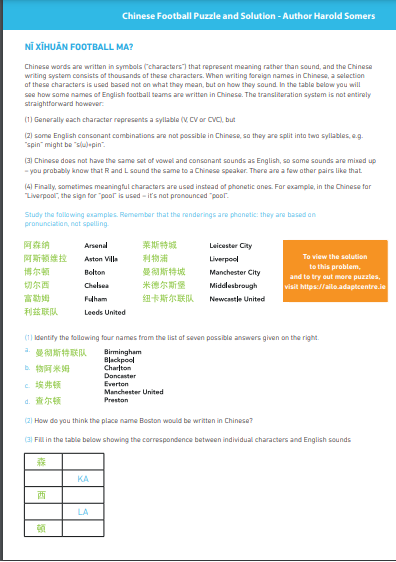 Chinese Football Puzzle and Solution - Author Harold Somers
NǏ XǏHUĀN FOOTBALL MA?
Chinese words are written in symbols ("characters") that represent meaning rather than sound, and the Chinese
writing system consists of thousands of these characters. When writing foreign names in Chinese, a selection
of these characters is used based not on what they mean, but on how they sound. In the table below you will
see how some names of English football teams are written in Chinese. The transliteration system is not entirely
straightforward however:
(1) Generally each character represents a syllable (V, CV or CVC), but
(2) some English consonant combinations are not possible in Chinese, so they are split into two syllables, e.g.
"spin" might be "s(u)+pin".
(3) Chinese does not have the same set of vowel and consonant sounds as English, so some sounds are mixed up
– you probably know that R and L sound the same to a Chinese speaker. There are a few other pairs like that.
(4) Finally, sometimes meaningful characters are used instead of phonetic ones. For example, in the Chinese for
"Liverpool", the sign for "pool" is used – it's not pronounced "pool".
Study the following examples. Remember that the renderings are phonetic: they are based on
pronunciation, not spelling.
阿森纳 Arsenal
阿斯顿维拉 Aston Villa
博尔顿 Bolton
切尔西 Chelsea
富勒姆 Fulham
利兹联队 Leeds United
莱斯特城 Leicester City
利物浦 Liverpool
曼彻斯特城 Manchester City
米德尔斯堡 Middlesbrough
纽卡斯尔联队 Newcastle United
To view the solution
to this problem,
and to try out more puzzles,
visit https://ailo.adaptcentre.ie
(1) Identify the following four names from the list of seven possible answers given on the right
a. 曼彻斯特联队
b.
c. 埃弗顿
d. 查尔顿
Birmingham
Blackpool
Charlton
Doncaster
Everton
Manchester United
Preston
(2) How do you think the place name Boston would be written in Chinese?
(3) Fill in the table below showing the correspondence between individual characters and English sounds
森
KA
西
LA
顿